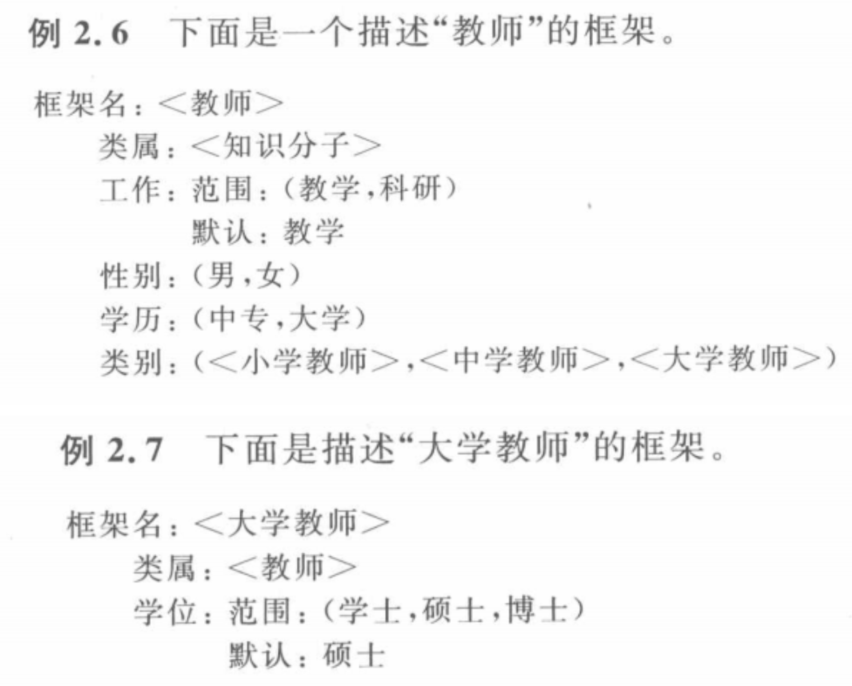 例 2.6 下面是一个描述“教师”的框架。
框架名：＜教师＞
类属：＜知识分子＞
工作：范围：(教学,科研)
默认：教学
性别：(男,女)
学历：(中专,大学)
类别：(＜小学教师＞,＜中学教师＞,＜大学教师＞)
例 2.7 下面是描述“大学教师”的框架。
框架名：＜大学教师＞
类属：＜教师＞
学位：范围：(学士,硕士,博士)
默认：硕士